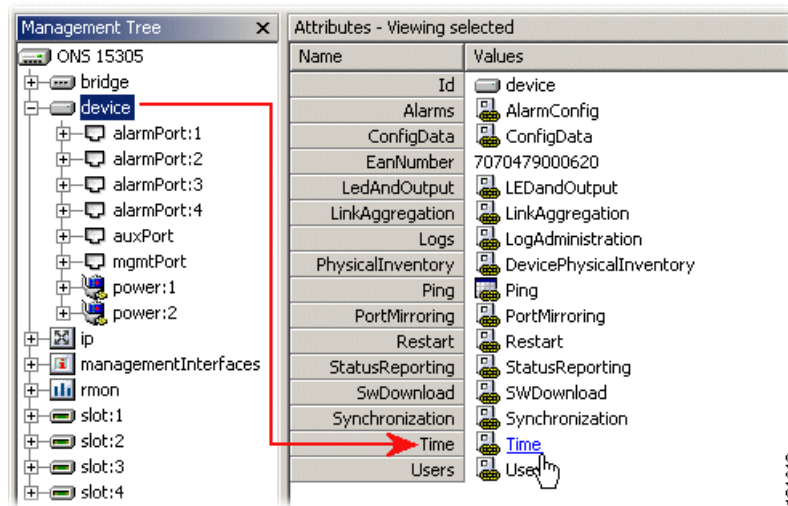 Management Tree
ONS 15305
bridge
device
alarmPort:1
alarmPort:2
alarmPort:3
alarmPort:4
auxPort
mgmtPort
power:1
power:2
ip
managementInterfaces
rmon
slot:1
slot:2
slot:3
slot:4
Attributes - Viewing selected
Name Values
Id device
Alarms AlarmConfig
ConfigData ConfigData
EanNumber 7070479000620
LedAndOutput LEDandOutput
LinkAggregation LinkAggregation
Logs LogAdministration
PhysicalInventory DevicePhysicalInventory
Ping Ping
PortMirroring PortMirroring
Restart Restart
StatusReporting StatusReporting
SwDownload SWDownload
Synchronization Synchronization
Time Time
Users